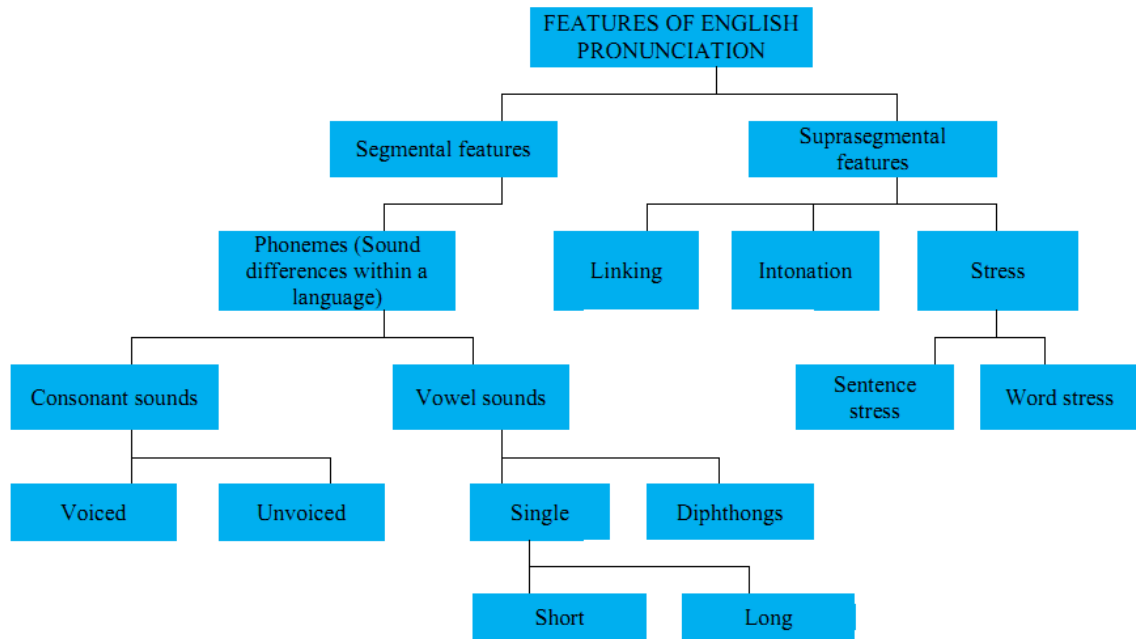 FEATURES OF ENGLISH
PRONUNCIATION
Segmental features
Suprasegmental
features
Phonemes (Sound
differences within a
language)
Linking
Intonation
Stress
Consonant sounds
Vowel sounds
Sentence
stress
Word stress
Voiced
Unvoiced
Single
Diphthongs
Short
Long